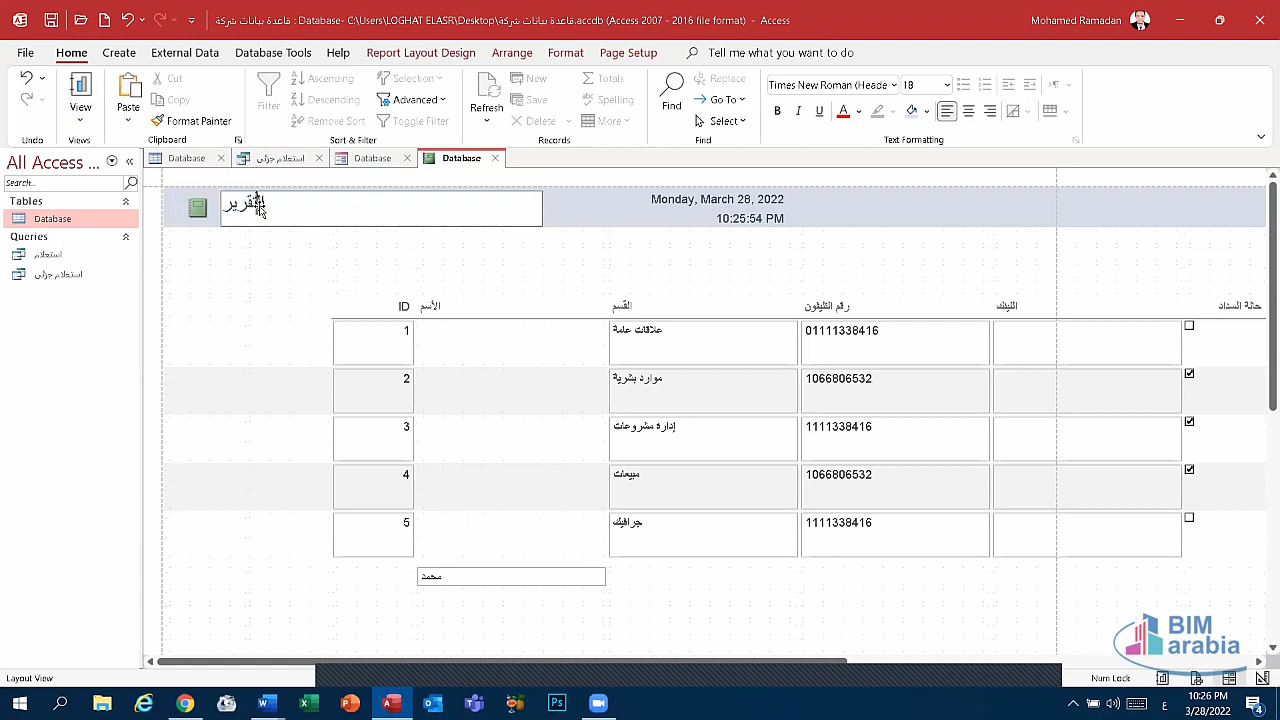 قاعدة بيانات شركة : Database- C:\Users\LOGHAT ELASR\Desktop\قاعدة بيانات شركة.accdb (Access 2007 - 2016 file format) - Access
Mohamed Ramadan
File Home Create External Data Database Tools Help Report Layout Design Arrange Format Page Setup Tell me what you want to do
Cut Ascending Selection New Totals Replace Times New Roman (Heade 18
View Paste Copy Filter Descending Advanced Refresh Save Spelling Find Go To B I U A
Format Painter Remove Sort Toggle Filter Delete More Select
Undo Views Clipboard Sort & Filter Records Find Text Formatting
All Access ...
Database استعلام جزئى Database Database
Search...
Tables
Database
Queries
استعلام
استعلام جزئى
Monday, March 28, 2022
10:25:54 PM
ID الأسم القسم رقم التليفون اللينك حالة السداد
1 علاقات عامة 01111338416
2 موارد بشرية 1066806532
3 إدارة مشروعات 1111338416
4 مبيعات 1066806532
5 جرافيك 1111338416
محمد
BIM
arabia
Layout View
Num Lock
10:26 PM
3/28/2022
ع
4